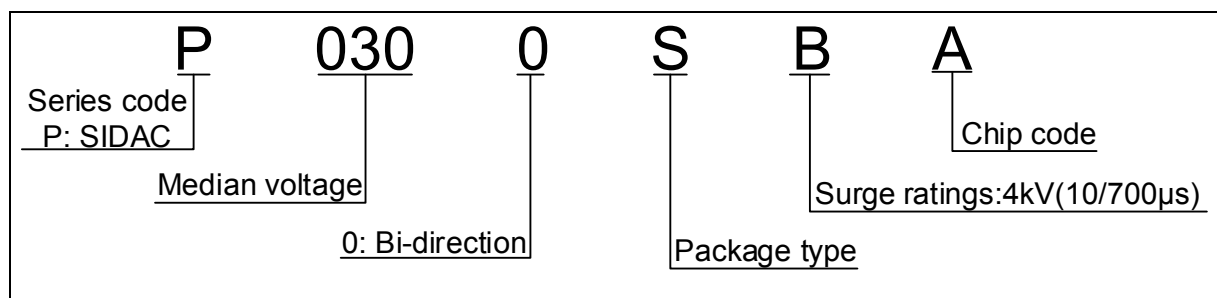 P 030 0 S B A
Series code
P: SIDAC
Chip code
Median voltage
Surge ratings:4kV(10/700µs)
0: Bi-direction
Package type